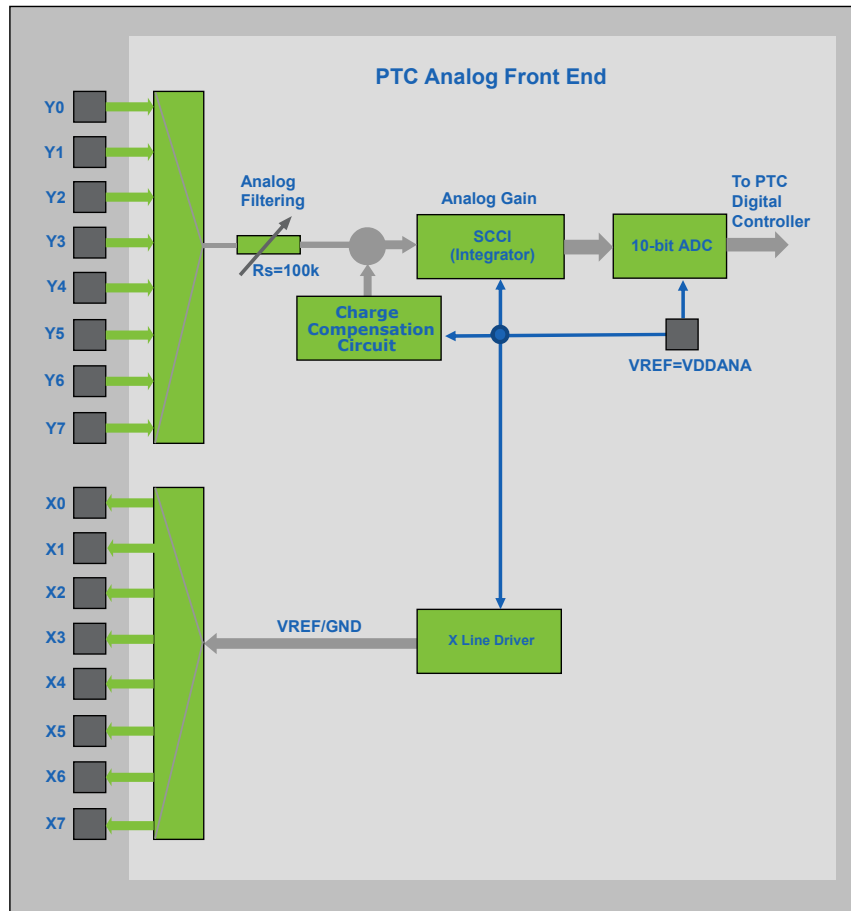 PTC Analog Front End
Y0
Y1
Y2
Y3
Y4
Y5
Y6
Y7
Analog
Filtering
Rs=100k
Analog Gain
SCCI
(Integrator)
10-bit ADC
To PTC
Digital
Controller
Charge
Compensation
Circuit
VREF=VDDANA
X0
X1
X2
X3
X4
X5
X6
X7
VREF/GND
X Line Driver